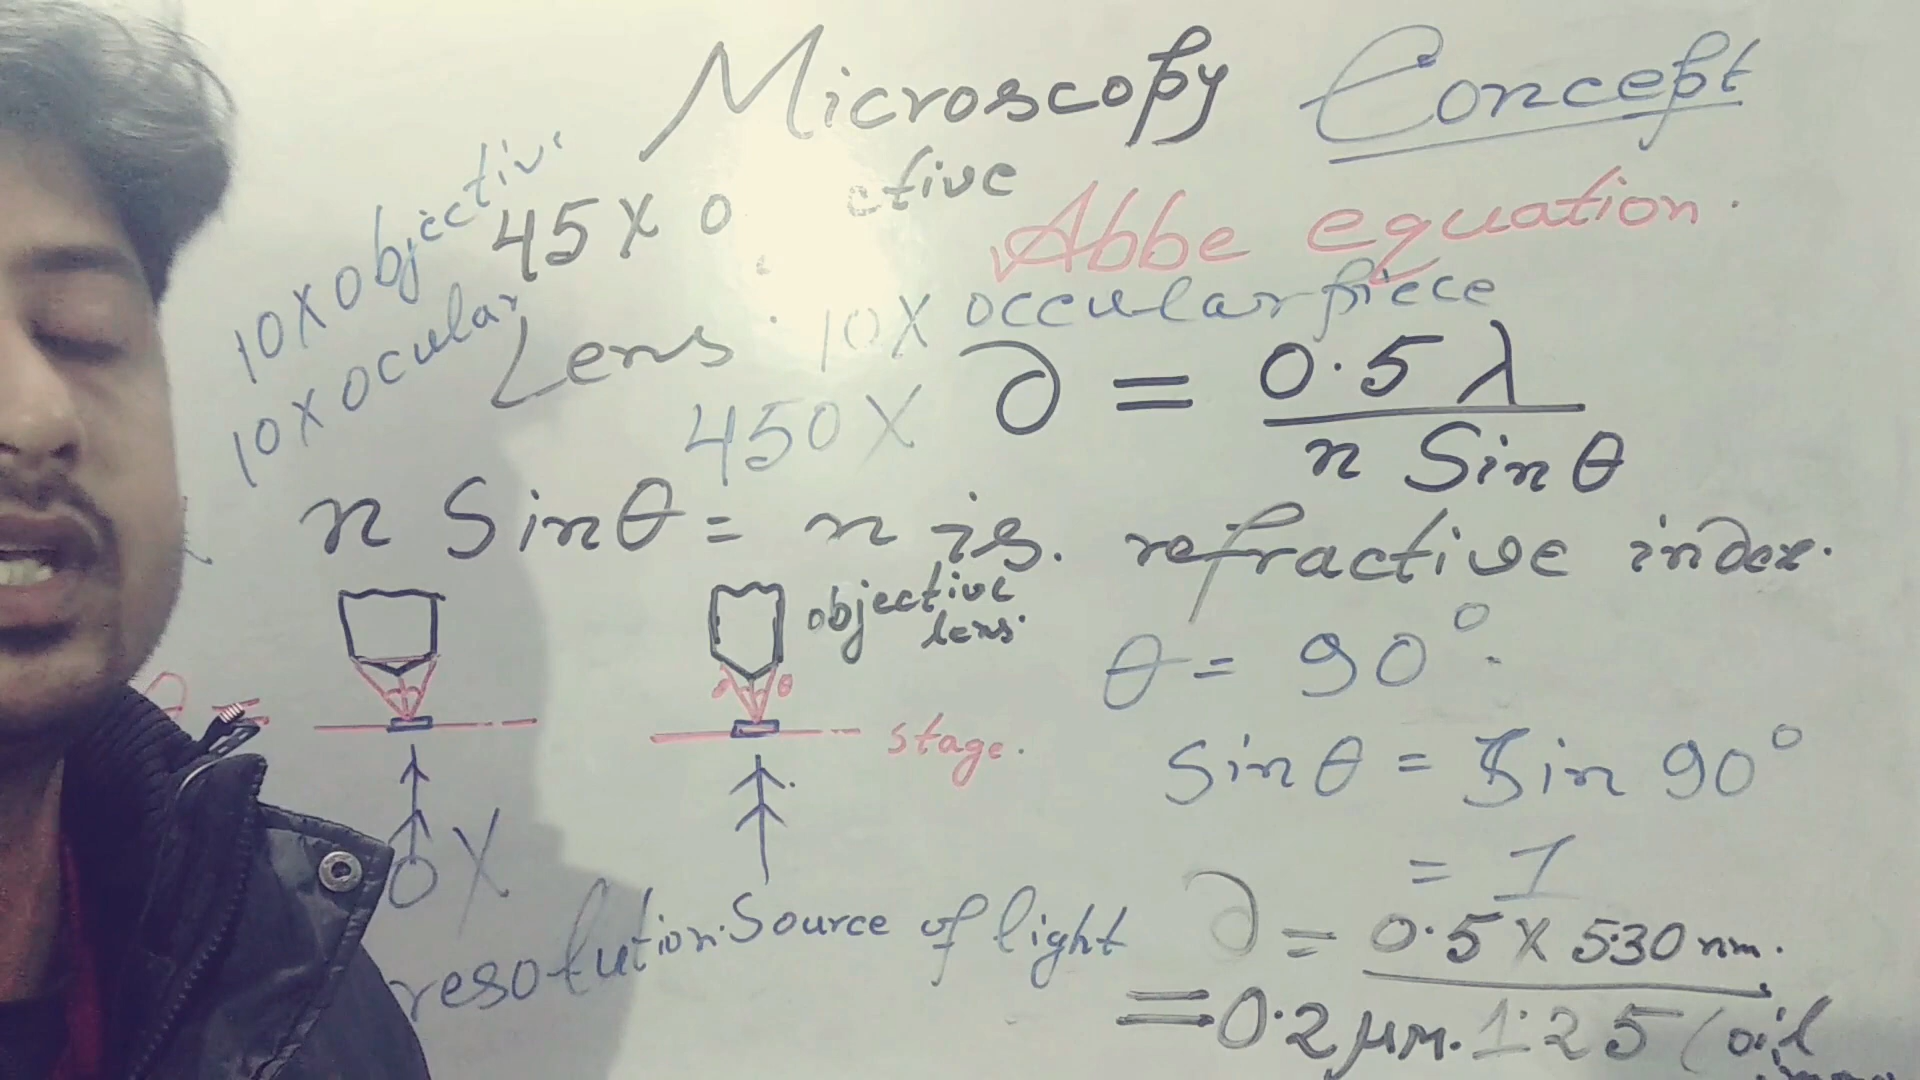 Microscopy Concept
10X objectiv
10X ocular
45X o ctive
Lens
Abbe equation.
10X occular piece
450X
∂ = 0.5 λ
n Sinθ
n Sinθ = n is. refractive index.
objective
lens.
θ θ
stage.
Source of light
resolution.
θ = 90°.
Sinθ = Sin 90°
= 1
∂ = 0.5 X 530 nm.
= 0.2 μm. 1.25 (oil